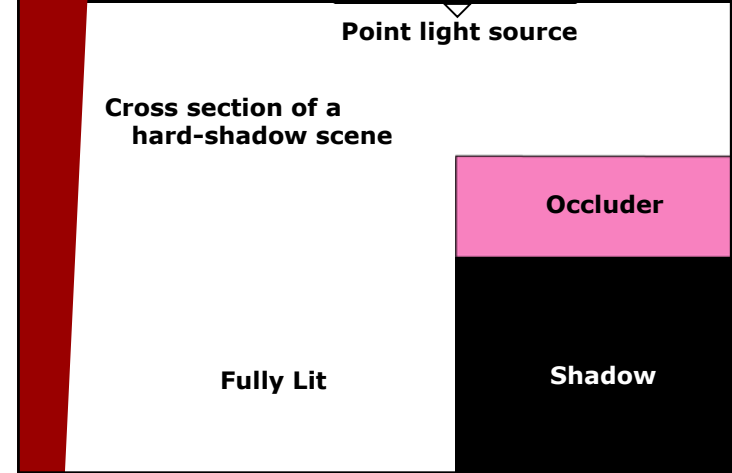 Point light source
Cross section of a
hard-shadow scene
Occluder
Fully Lit
Shadow